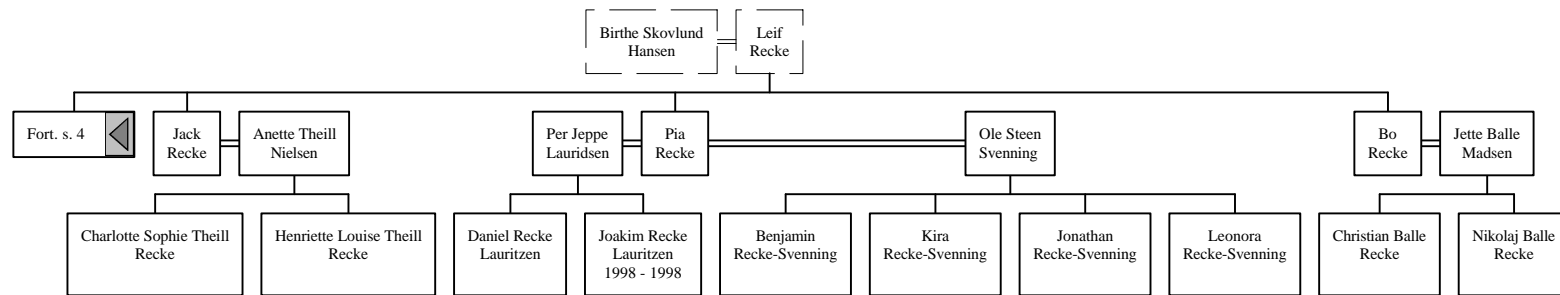 Birthe Skovlund
Hansen
Leif
Recke
Fort. s. 4
Jack
Recke
Anette Theill
Nielsen
Per Jeppe
Lauridsen
Pia
Recke
Ole Steen
Svenning
Bo
Recke
Jette Balle
Madsen
Charlotte Sophie Theill
Recke
Henriette Louise Theill
Recke
Daniel Recke
Lauritzen
Joakim Recke
Lauritzen
1998 - 1998
Benjamin
Recke-Svenning
Kira
Recke-Svenning
Jonathan
Recke-Svenning
Leonora
Recke-Svenning
Christian Balle
Recke
Nikolaj Balle
Recke